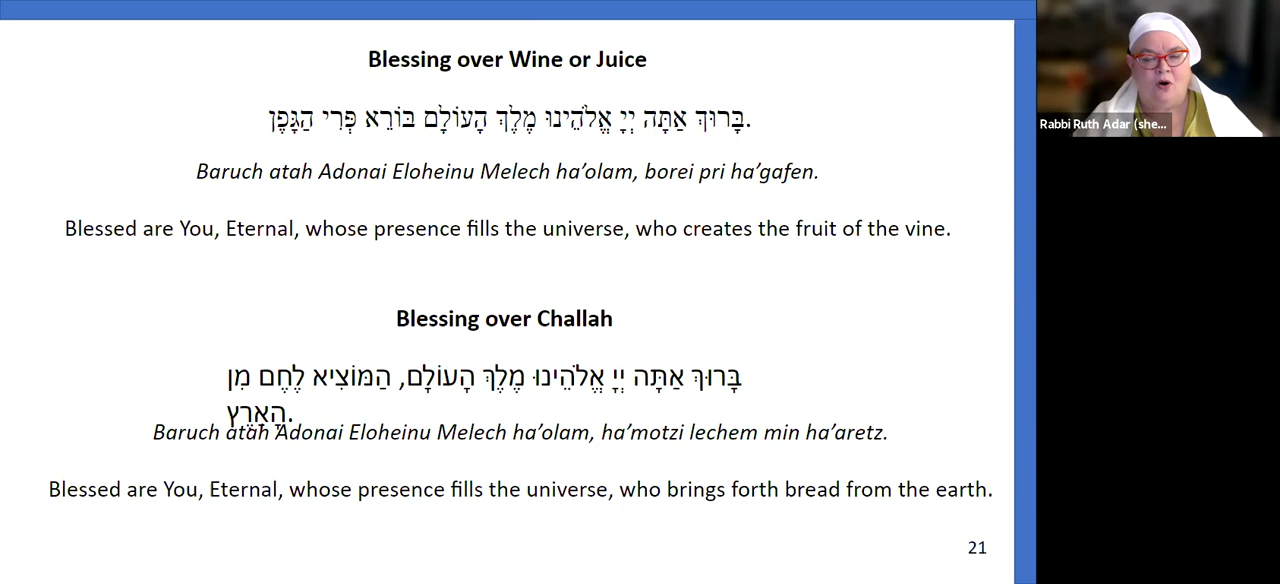 Blessing over Wine or Juice
בָּרוּךְ אַתָּה יְיָ אֱלֹהֵינוּ מֶלֶךְ הָעוֹלָם בּוֹרֵא פְּרִי הַגָּפֶן.
Baruch atah Adonai Eloheinu Melech ha’olam, borei pri ha’gafen.
Blessed are You, Eternal, whose presence fills the universe, who creates the fruit of the vine.
Blessing over Challah
בָּרוּךְ אַתָּה יְיָ אֱלֹהֵינוּ מֶלֶךְ הָעוֹלָם, הַמּוֹצִיא לֶחֶם מִן
הָאָרֶץ.
Baruch atah Adonai Eloheinu Melech ha’olam, ha’motzi lechem min ha’aretz.
Blessed are You, Eternal, whose presence fills the universe, who brings forth bread from the earth.
21
Rabbi Ruth Adar (she...